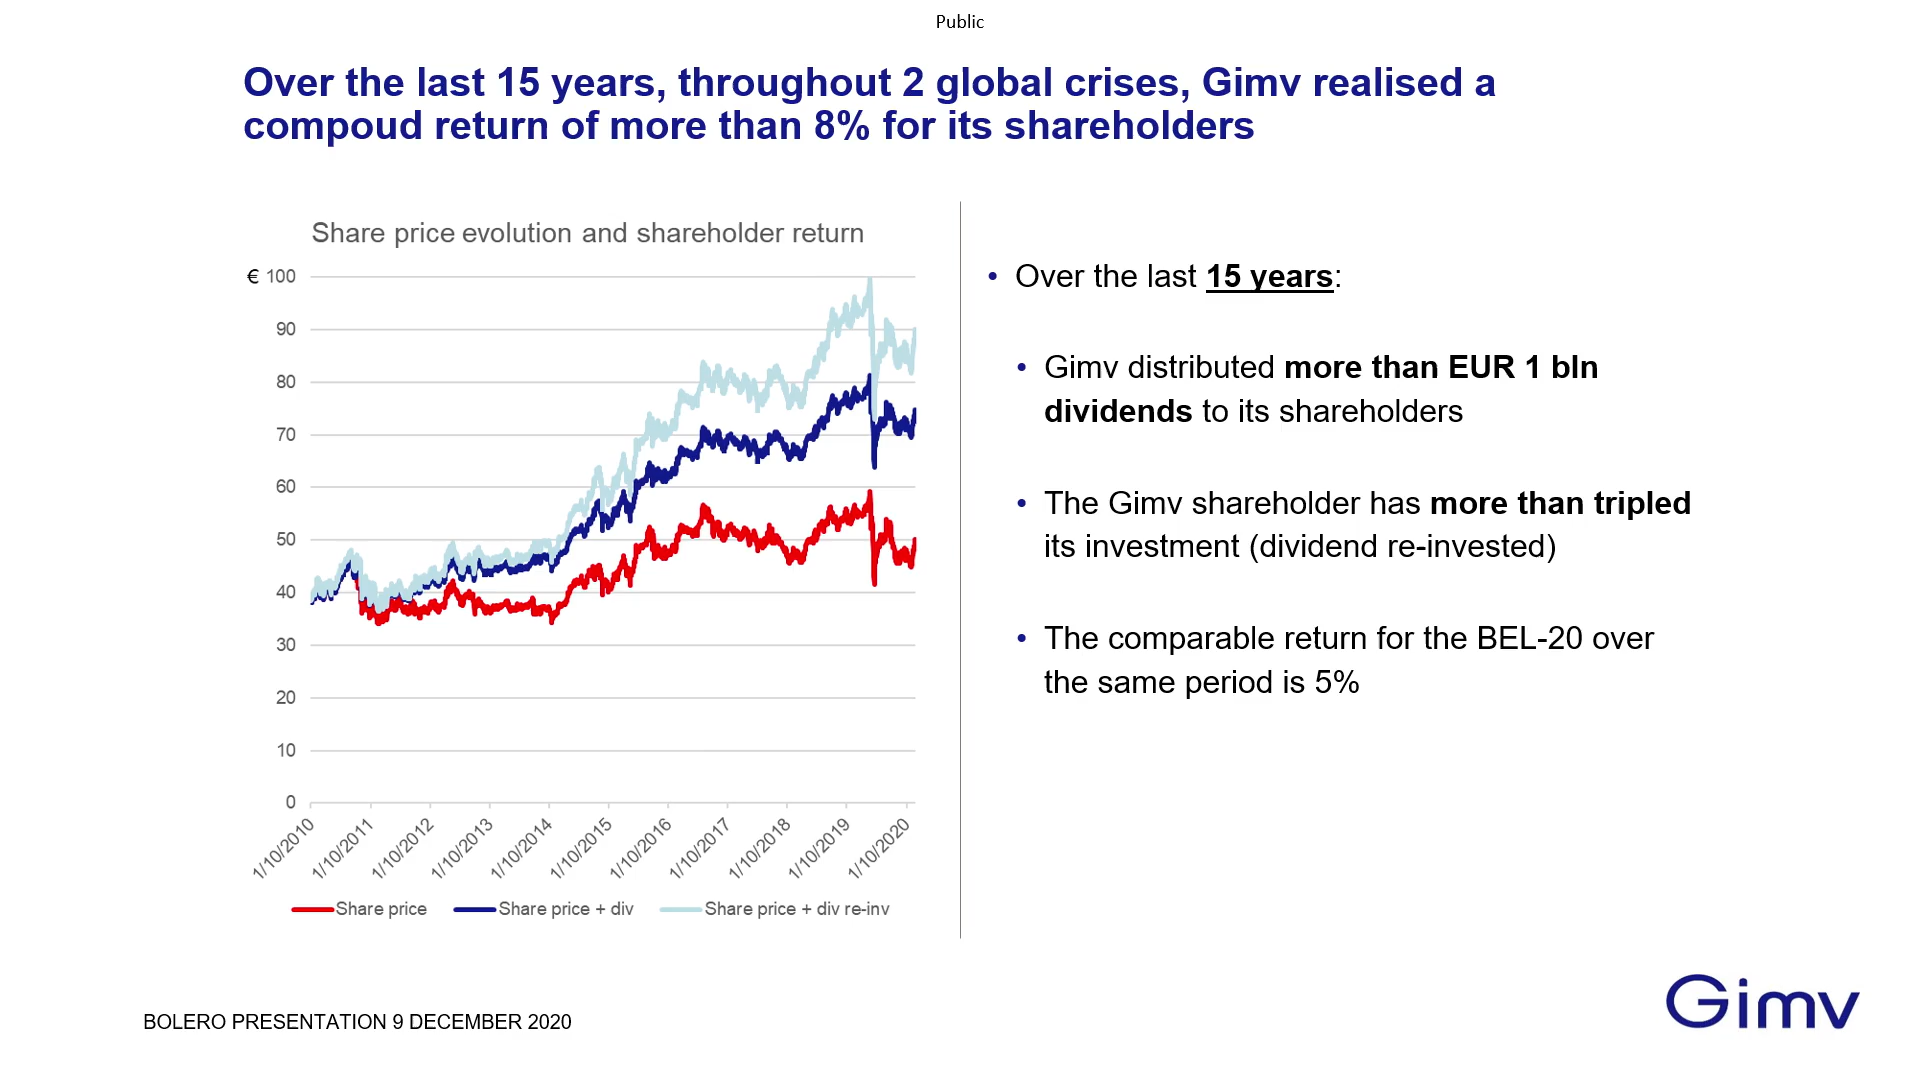 Public
Over the last 15 years, throughout 2 global crises, Gimv realised a
compoud return of more than 8% for its shareholders
Share price evolution and shareholder return
€ 100
90
80
70
60
50
40
30
20
10
0
1/10/2010
1/10/2011
1/10/2012
1/10/2013
1/10/2014
1/10/2015
1/10/2016
1/10/2017
1/10/2018
1/10/2019
1/10/2020
Share price
Share price + div
Share price + div re-inv
• Over the last 15 years:
• Gimv distributed more than EUR 1 bln
dividends to its shareholders
• The Gimv shareholder has more than tripled
its investment (dividend re-invested)
• The comparable return for the BEL-20 over
the same period is 5%
BOLERO PRESENTATION 9 DECEMBER 2020
Gimv